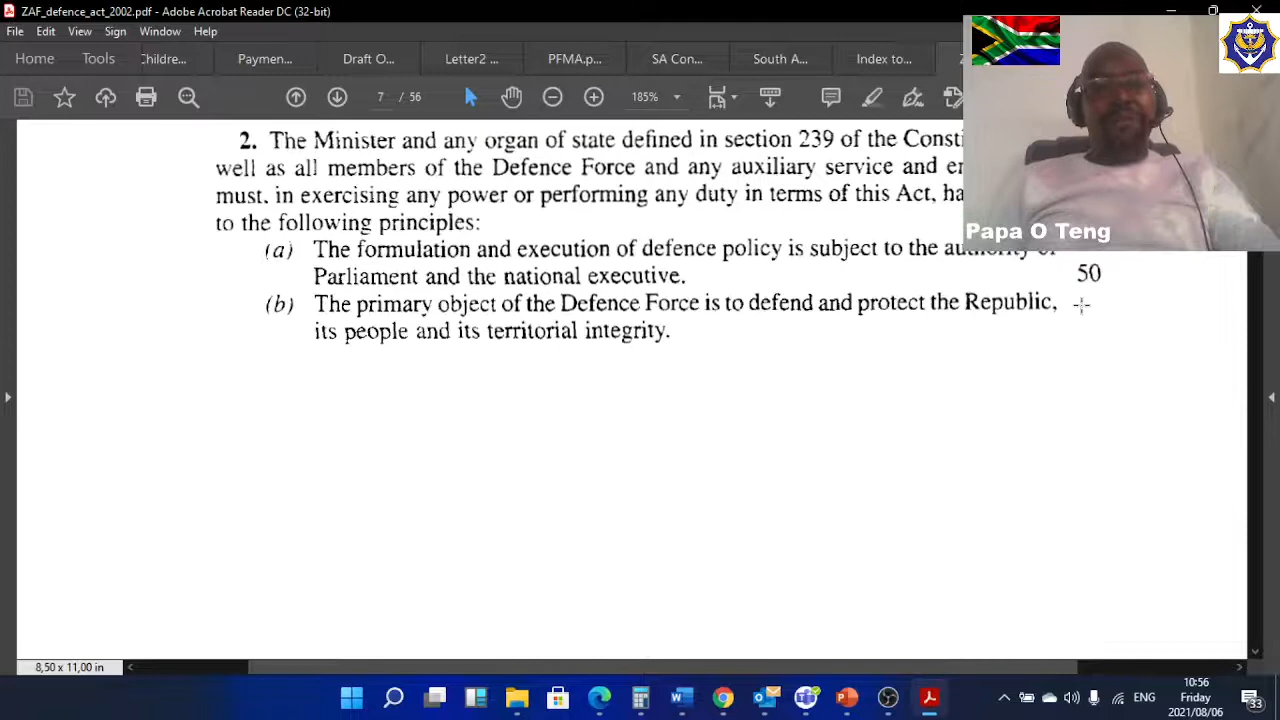 ZAF_defence_act_2002.pdf - Adobe Acrobat Reader DC (32-bit)
File Edit View Sign Window Help
Home Tools Childre... Paymen... Draft O... Letter2 ... PFMA.p... SA Con... South A... Index to...
7 / 56 185%
2. The Minister and any organ of state defined in section 239 of the Consti
well as all members of the Defence Force and any auxiliary service and
must. in exercising any power or performing any duty in terms of this Act, ha
to the following principles:
Papa O Teng
(a) The formulation and execution of defence policy is subject to the authority of
Parliament and the national executive.
50
(b) The primary object of the Defence Force is to defend and protect the Republic,
its people and its territorial integrity.
8,50 x 11,00 in
ENG
10:56
Friday
2021/08/06
33